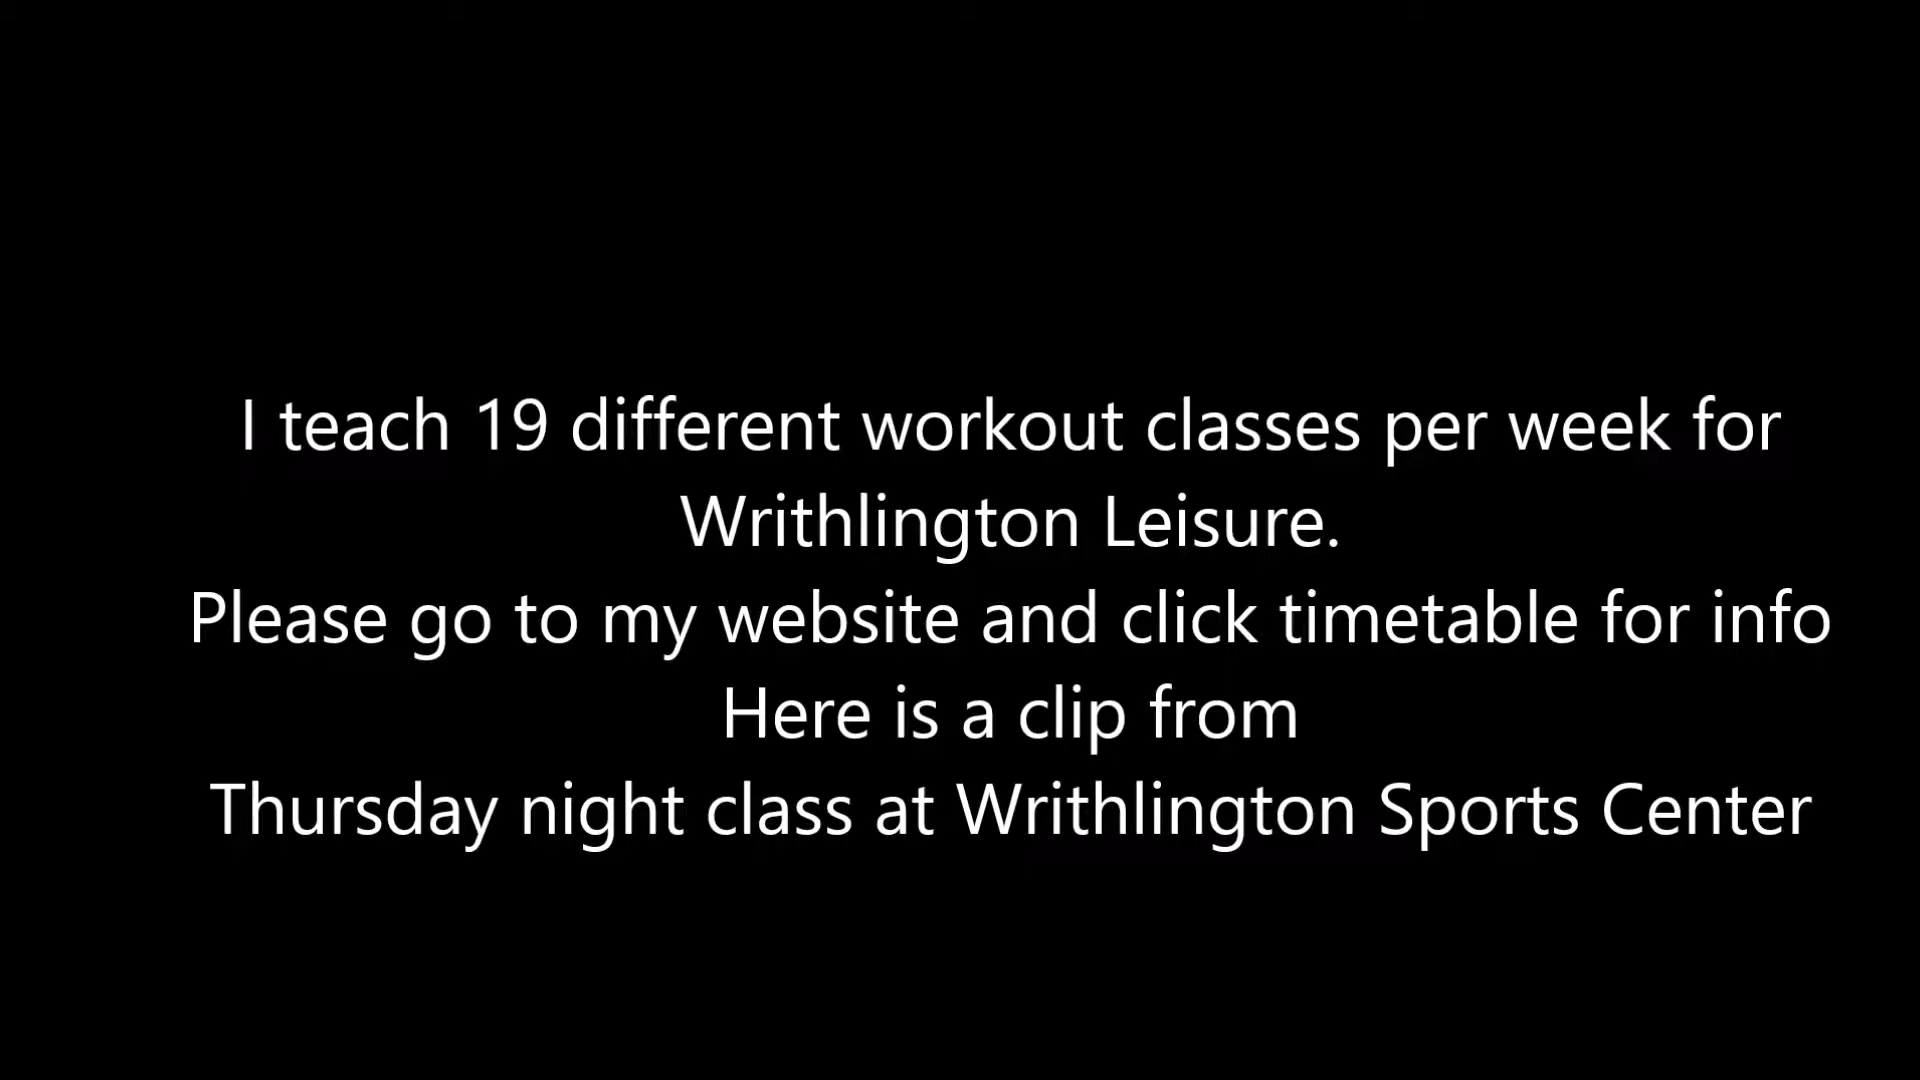 I teach 19 different workout classes per week for
Writhlington Leisure.
Please go to my website and click timetable for info
Here is a clip from
Thursday night class at Writhlington Sports Center